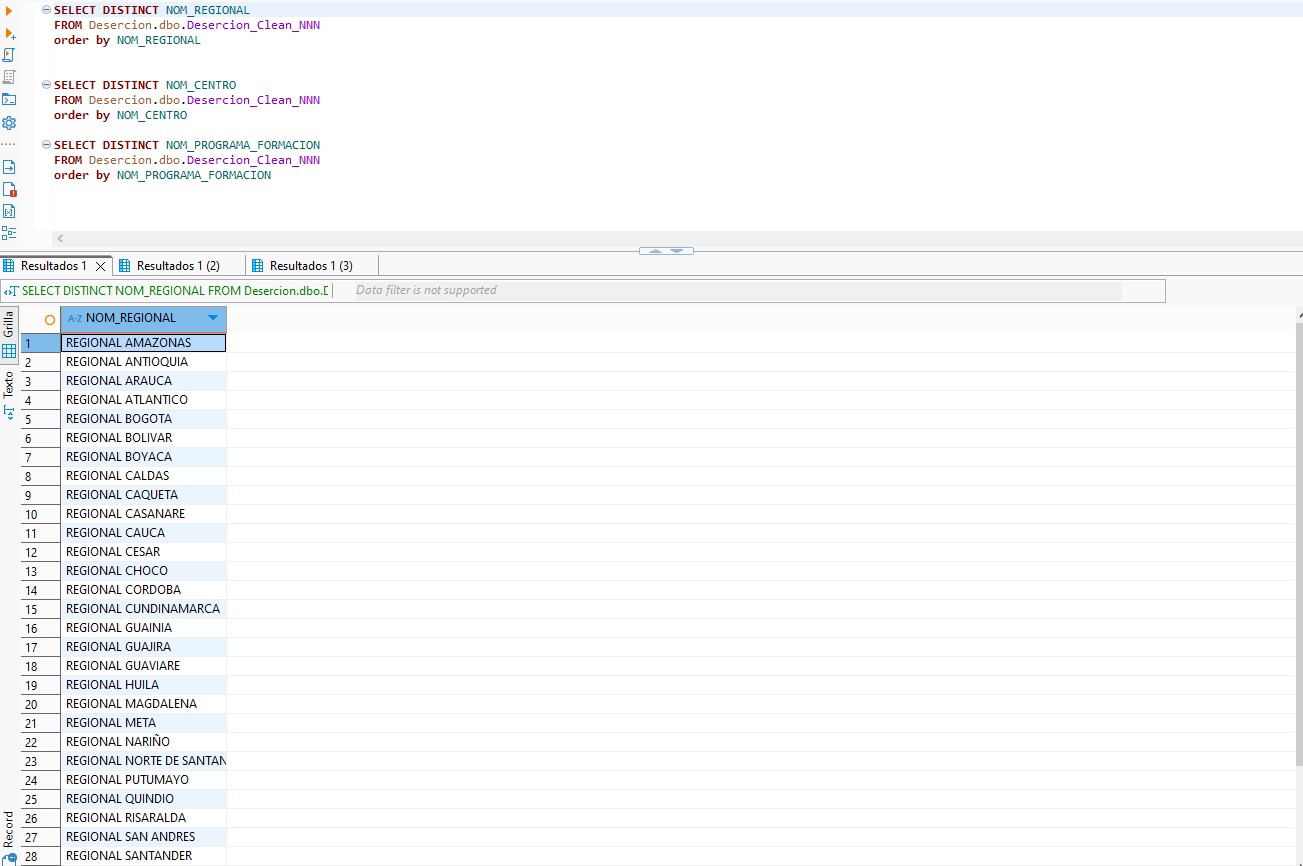 SELECT DISTINCT NOM_REGIONAL
FROM Desercion.dbo.Desercion_Clean_NNN
order by NOM_REGIONAL
SELECT DISTINCT NOM_CENTRO
FROM Desercion.dbo.Desercion_Clean_NNN
order by NOM_CENTRO
SELECT DISTINCT NOM_PROGRAMA_FORMACION
FROM Desercion.dbo.Desercion_Clean_NNN
order by NOM_PROGRAMA_FORMACION
Resultados 1 Resultados 1 (2) Resultados 1 (3)
SELECT DISTINCT NOM_REGIONAL FROM Desercion.dbo.D Data filter is not supported
Grilla
Texto
Record
A-Z NOM_REGIONAL
1 REGIONAL AMAZONAS
2 REGIONAL ANTIOQUIA
3 REGIONAL ARAUCA
4 REGIONAL ATLANTICO
5 REGIONAL BOGOTA
6 REGIONAL BOLIVAR
7 REGIONAL BOYACA
8 REGIONAL CALDAS
9 REGIONAL CAQUETA
10 REGIONAL CASANARE
11 REGIONAL CAUCA
12 REGIONAL CESAR
13 REGIONAL CHOCO
14 REGIONAL CORDOBA
15 REGIONAL CUNDINAMARCA
16 REGIONAL GUAINIA
17 REGIONAL GUAJIRA
18 REGIONAL GUAVIARE
19 REGIONAL HUILA
20 REGIONAL MAGDALENA
21 REGIONAL META
22 REGIONAL NARIÑO
23 REGIONAL NORTE DE SANTAN
24 REGIONAL PUTUMAYO
25 REGIONAL QUINDIO
26 REGIONAL RISARALDA
27 REGIONAL SAN ANDRES
28 REGIONAL SANTANDER